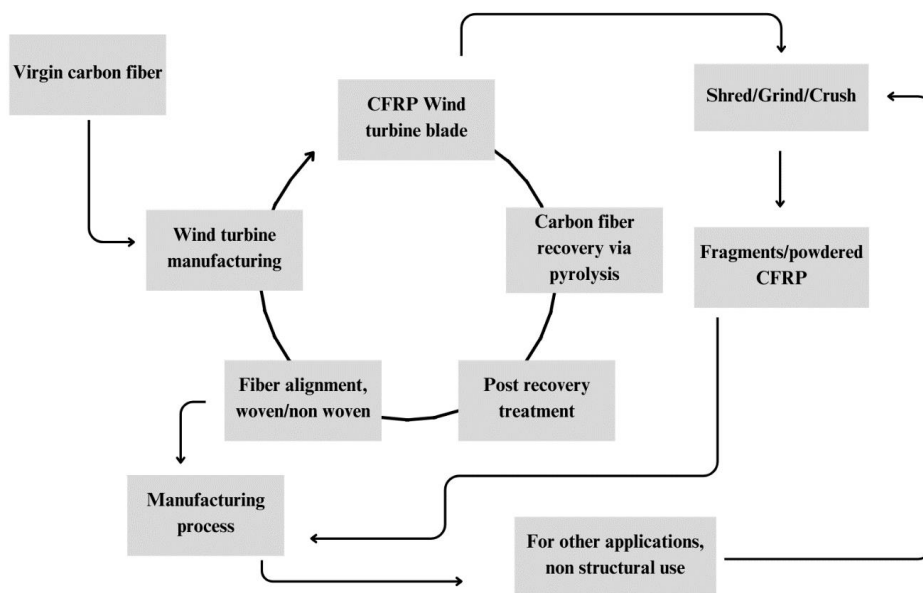 Virgin carbon fiber
CFRP Wind
turbine blade
Shred/Grind/Crush
Wind turbine
manufacturing
Carbon fiber
recovery via
pyrolysis
Fragments/powdered
CFRP
Fiber alignment,
woven/non woven
Post recovery
treatment
Manufacturing
process
For other applications,
non structural use